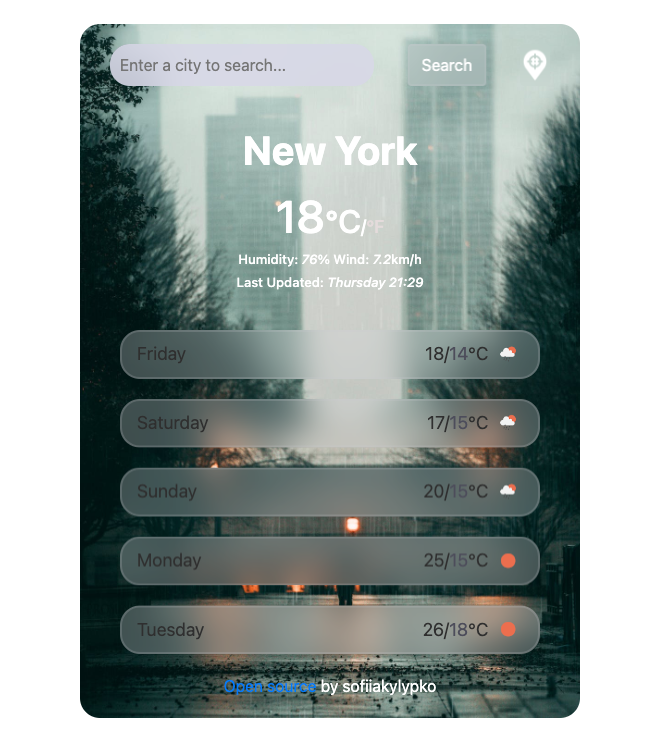 Enter a city to search...
Search
New York
18°C/°F
Humidity: 76% Wind: 7.2km/h
Last Updated: Thursday 21:29
Friday 18/14°C
Saturday 17/15°C
Sunday 20/15°C
Monday 25/15°C
Tuesday 26/18°C
Open source by sofiiakylypko